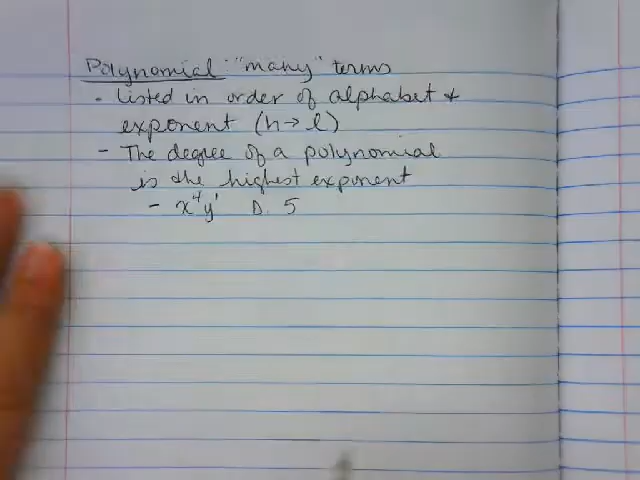 Polynomial "many" terms
- Listed in order of alphabet &
exponent (h→l)
- The degree of a polynomial
is the highest exponent
- x⁴y¹ D. 5